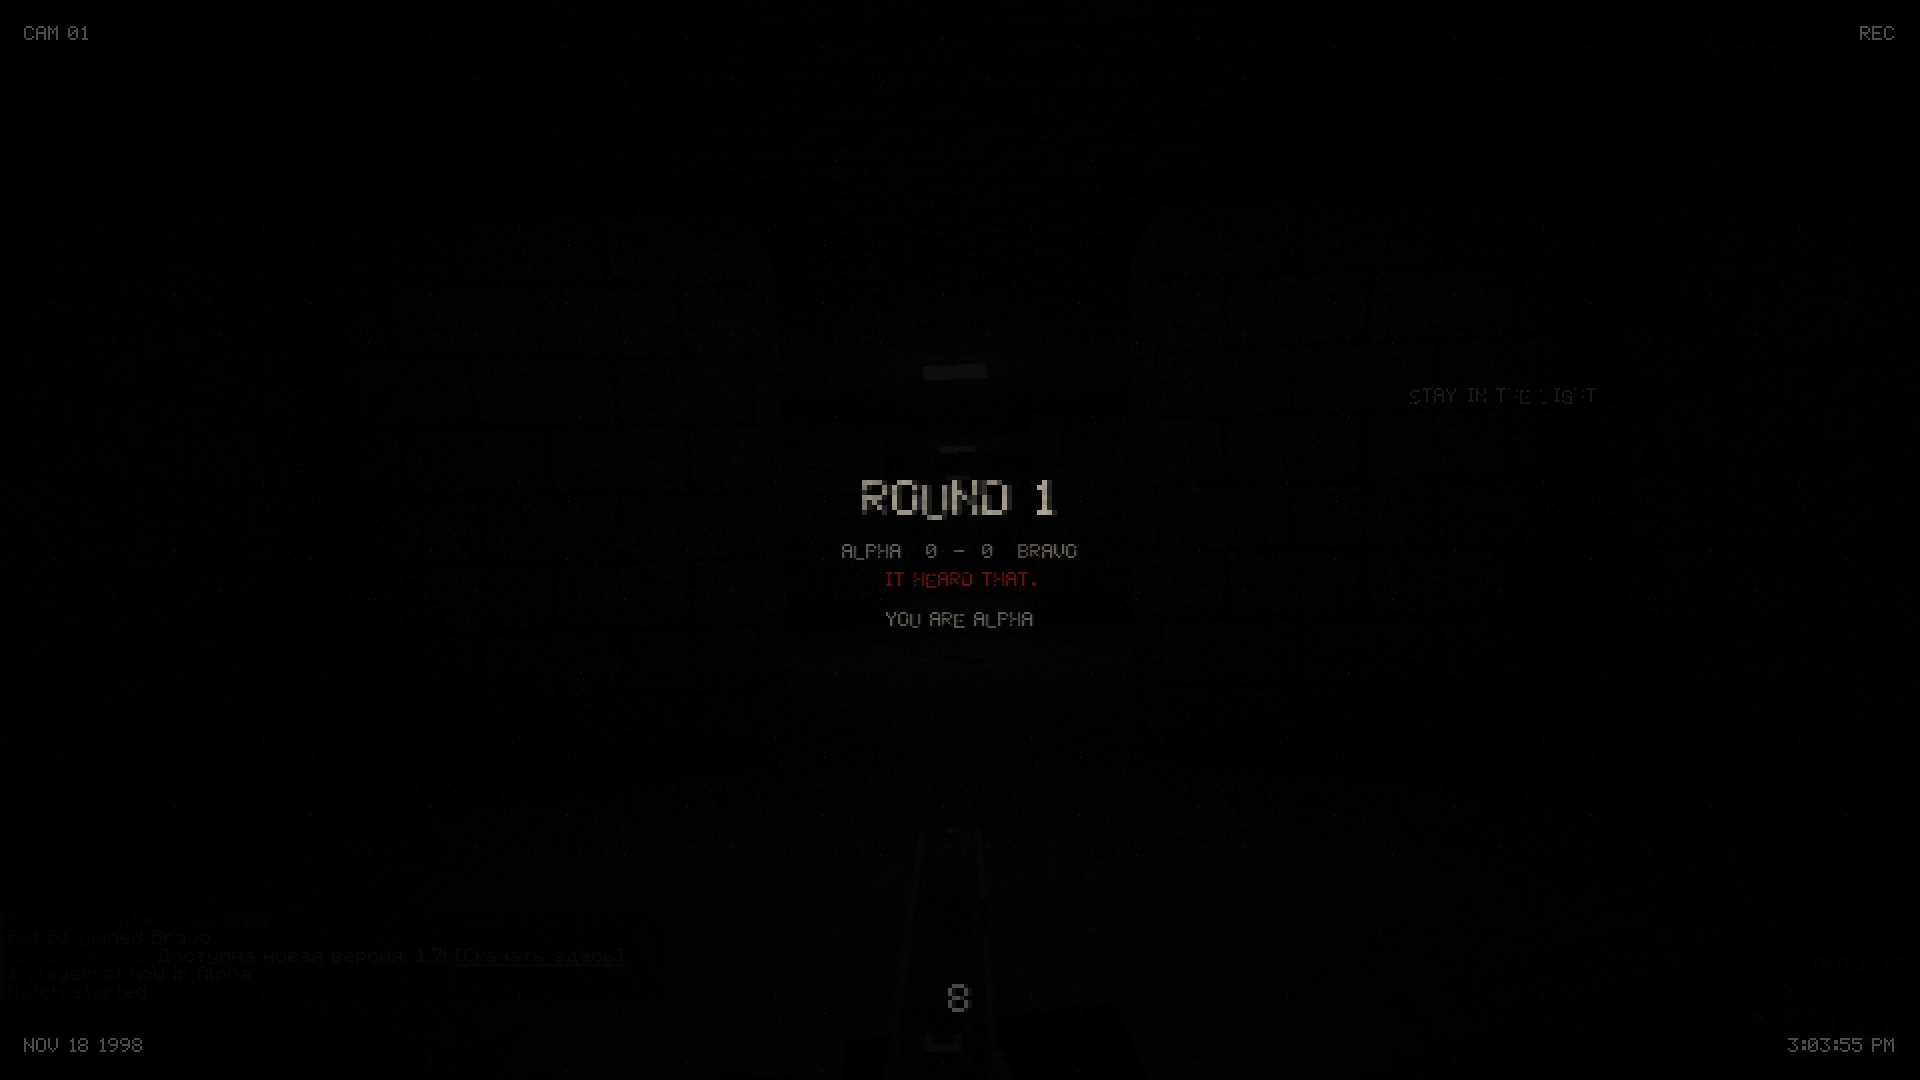 CAM 01
REC
STAY IN THE LIGHT
ROUND 1
ALPHA 0 - 0 BRAVO
IT HEARD THAT.
YOU ARE ALPHA
Bot B1 joined Bravo
Доступна новая версия: 1.7! [Скачать здесь]
1 player(s) now in Alpha
Match started
GLOCK 17
8
NOV 18 1998
3:03:55 PM